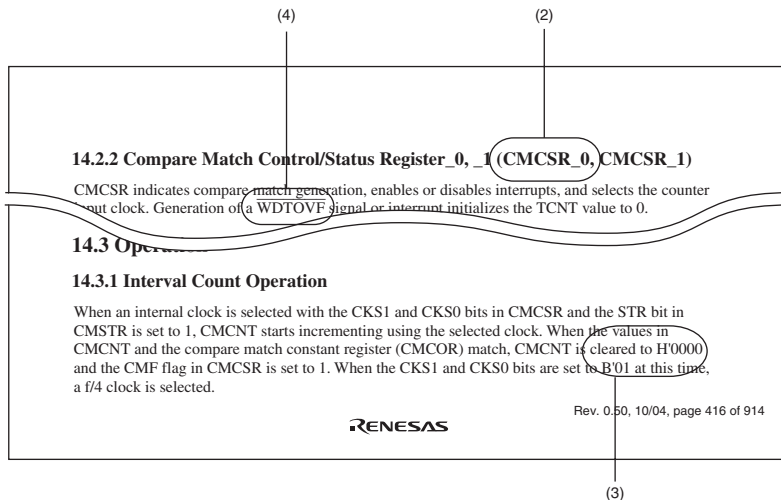 (4) (2)
14.2.2 Compare Match Control/Status Register_0, _1 (CMCSR_0, CMCSR_1)
CMCSR indicates compare match generation, enables or disables interrupts, and selects the counter
input clock. Generation of a WDTOVF signal or interrupt initializes the TCNT value to 0.
14.3 Operation
14.3.1 Interval Count Operation
When an internal clock is selected with the CKS1 and CKS0 bits in CMCSR and the STR bit in
CMSTR is set to 1, CMCNT starts incrementing using the selected clock. When the values in
CMCNT and the compare match constant register (CMCOR) match, CMCNT is cleared to H'0000
and the CMF flag in CMCSR is set to 1. When the CKS1 and CKS0 bits are set to B'01 at this time,
a f/4 clock is selected.
Rev. 0.50, 10/04, page 416 of 914
RENESAS
(3)